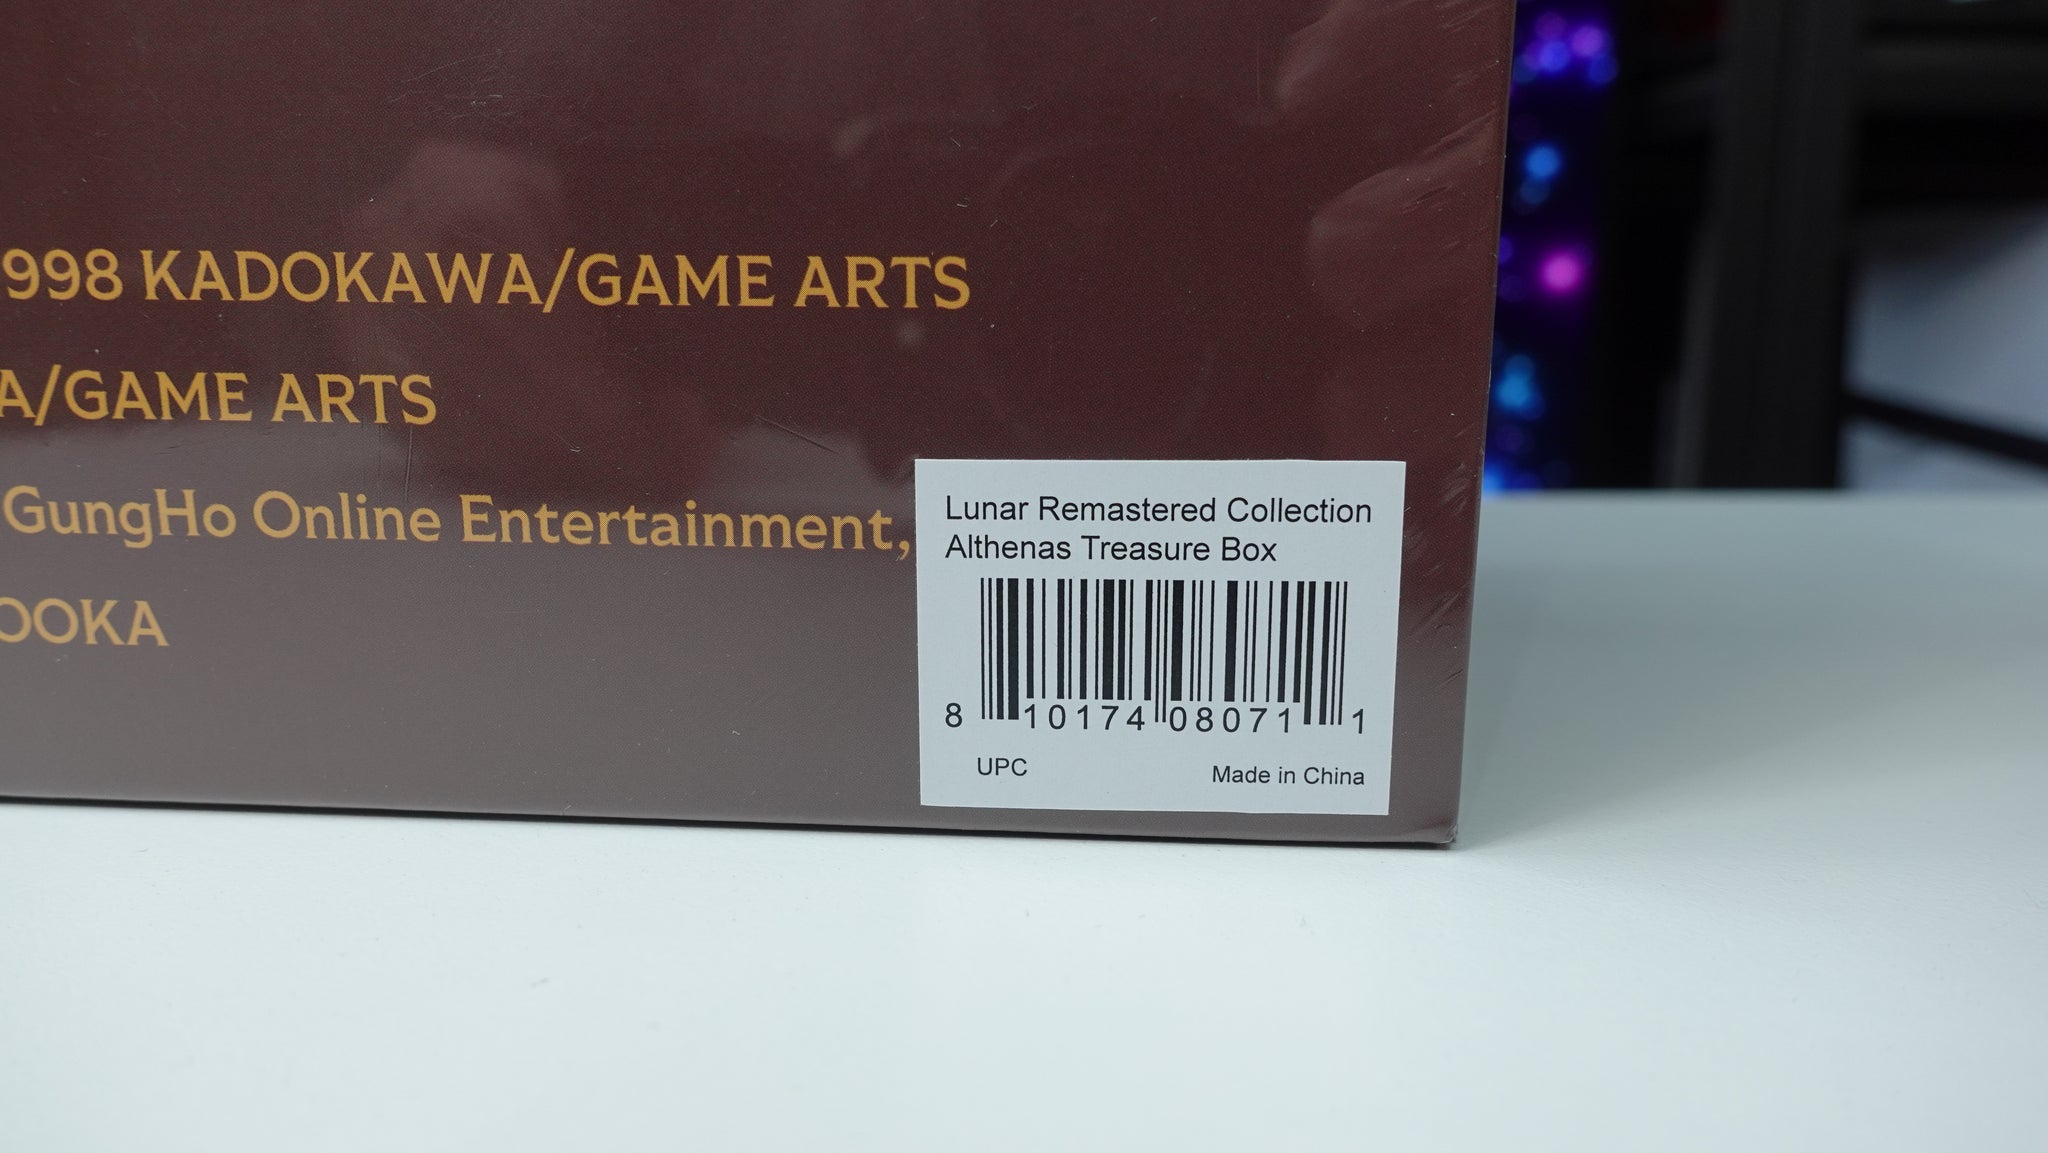 998 KADOKAWA/GAME ARTS
A/GAME ARTS
GungHo Online Entertainment,
OOKA
Lunar Remastered Collection
Althenas Treasure Box
8 10174 08071 1
UPC
Made in China